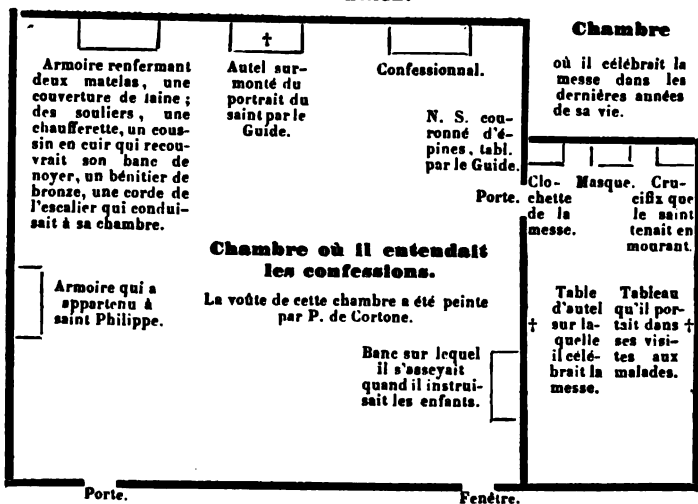 Armoire renfermant
deux matelas, une
couverture de laine ;
des souliers, une
chaufferette, un cous-
sin en cuir qui recou-
vrait son banc de
noyer, un bénitier de
bronze, une corde de
l'escalier qui condui-
sait à sa chambre.
†
Autel sur-
monté du
portrait du
saint par le
Guide.
Confessionnal.
N. S. cou-
ronné d'é-
pines, tabl.
par le Guide.
Porte.
Chambre
où il célébrait la
messe dans les
dernières années
de sa vie.
Clo-
chette
de la
messe.
Masque.
Cru-
cifix que
le saint
tenait en
mourant.
Chambre où il entendait
les confessions.
La voûte de cette chambre a été peinte
par P. de Cortone.
Armoire qui a
appartenu à
saint Philippe.
Banc sur lequel
il s'asseyait
quand il instrui-
sait les enfants.
†
Table
d'autel
sur la-
quelle
il célé-
brait la
messe.
Tableau
qu'il por-
tait dans
ses visi-
tes aux
malades.
†
Porte.
Fenêtre.